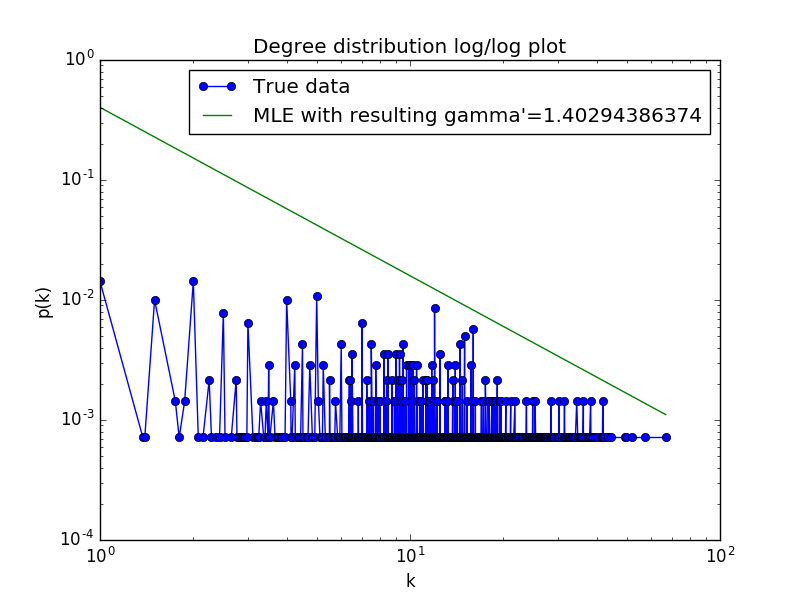 Degree distribution log/log plot
True data
MLE with resulting gamma'=1.40294386374
p(k)
10^0
10^-1
10^-2
10^-3
10^-4
10^0 10^1 10^2
k